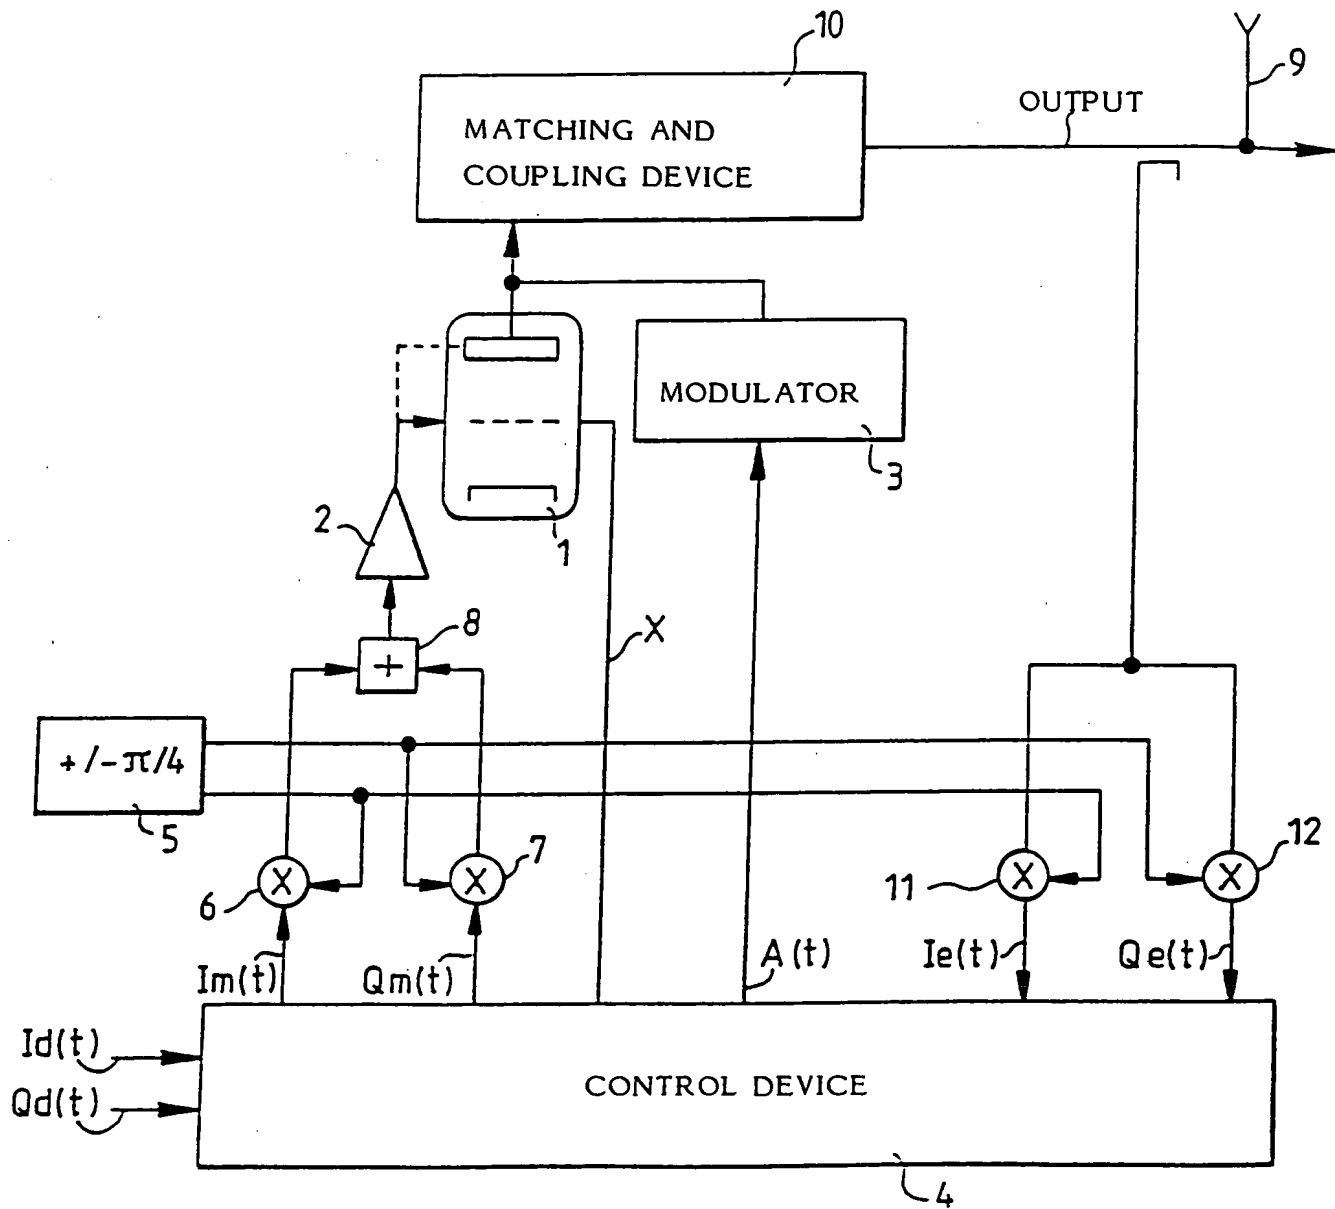 10
9
OUTPUT
MATCHING AND
COUPLING DEVICE
MODULATOR
3
2
1
8
+
X
+/-π/4
5
6
X
7
X
11
X
12
X
Im(t)
Qm(t)
A(t)
Ie(t)
Qe(t)
Id(t)
Qd(t)
CONTROL DEVICE
4